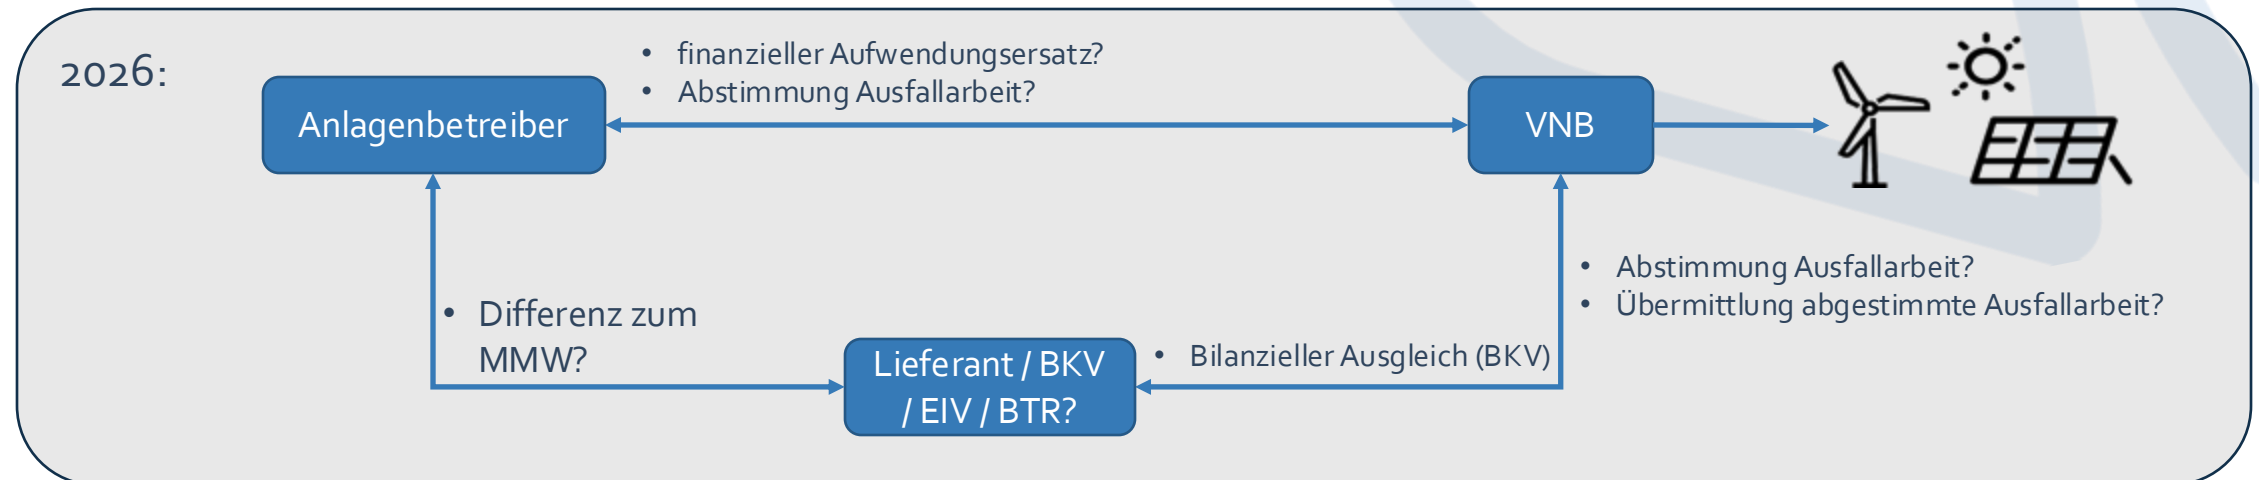 2026:
• finanzieller Aufwendungsersatz?
• Abstimmung Ausfallarbeit?
Anlagenbetreiber
VNB
• Abstimmung Ausfallarbeit?
• Übermittlung abgestimmte Ausfallarbeit?
• Differenz zum
MMW?
Lieferant / BKV
/ EIV / BTR?
• Bilanzieller Ausgleich (BKV)